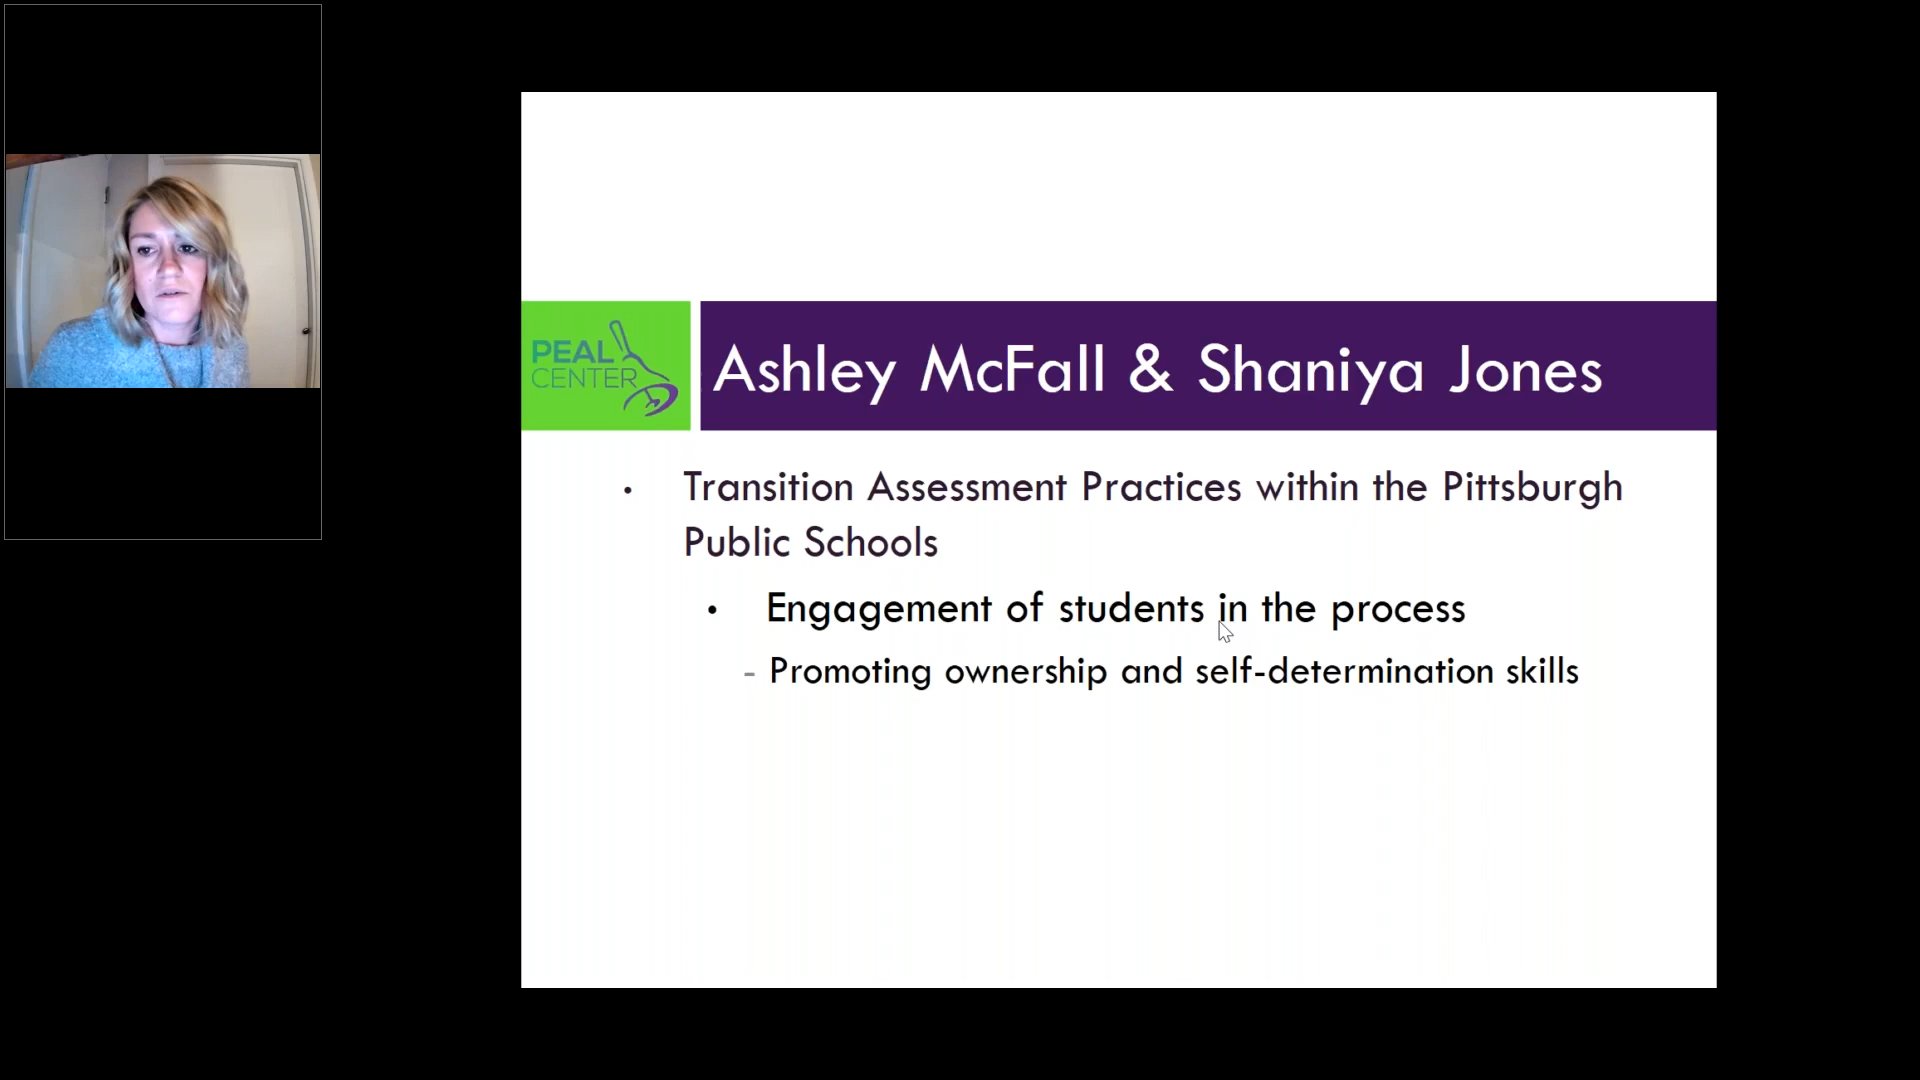 PEAL
CENTER
Ashley McFall & Shaniya Jones
• Transition Assessment Practices within the Pittsburgh
Public Schools
• Engagement of students in the process
- Promoting ownership and self-determination skills